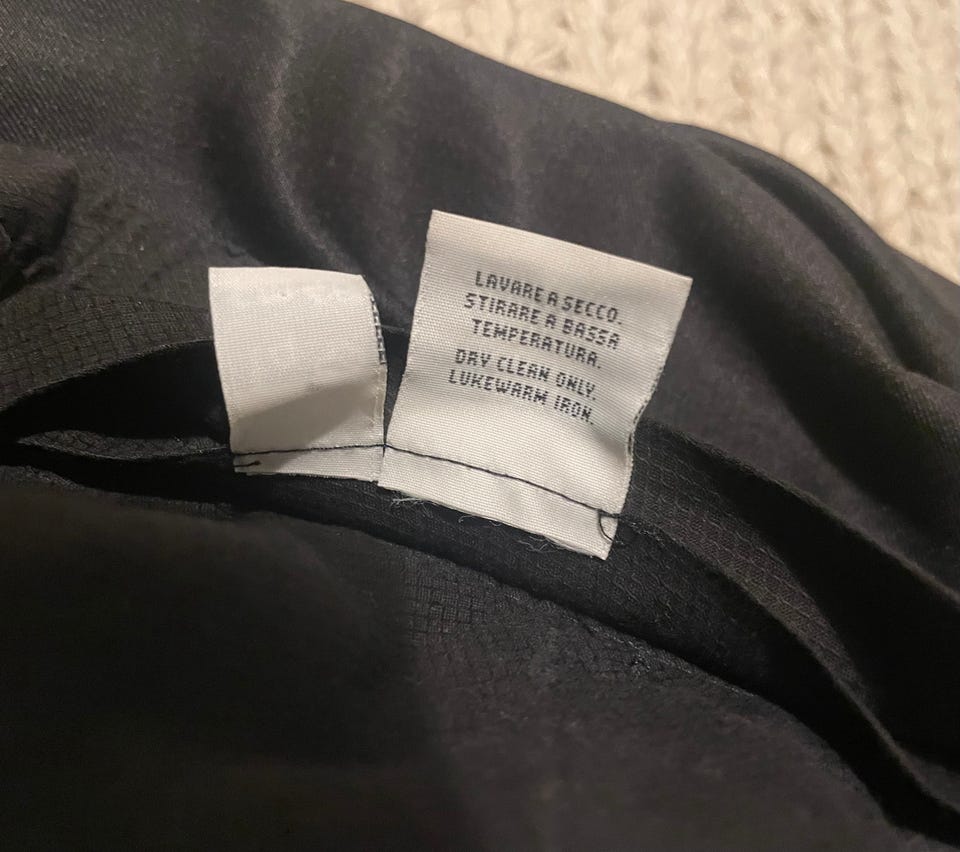 LAVARE A SECCO.
STIRARE A BASSA
TEMPERATURA.
DRY CLEAN ONLY.
LUKEWARM IRON.